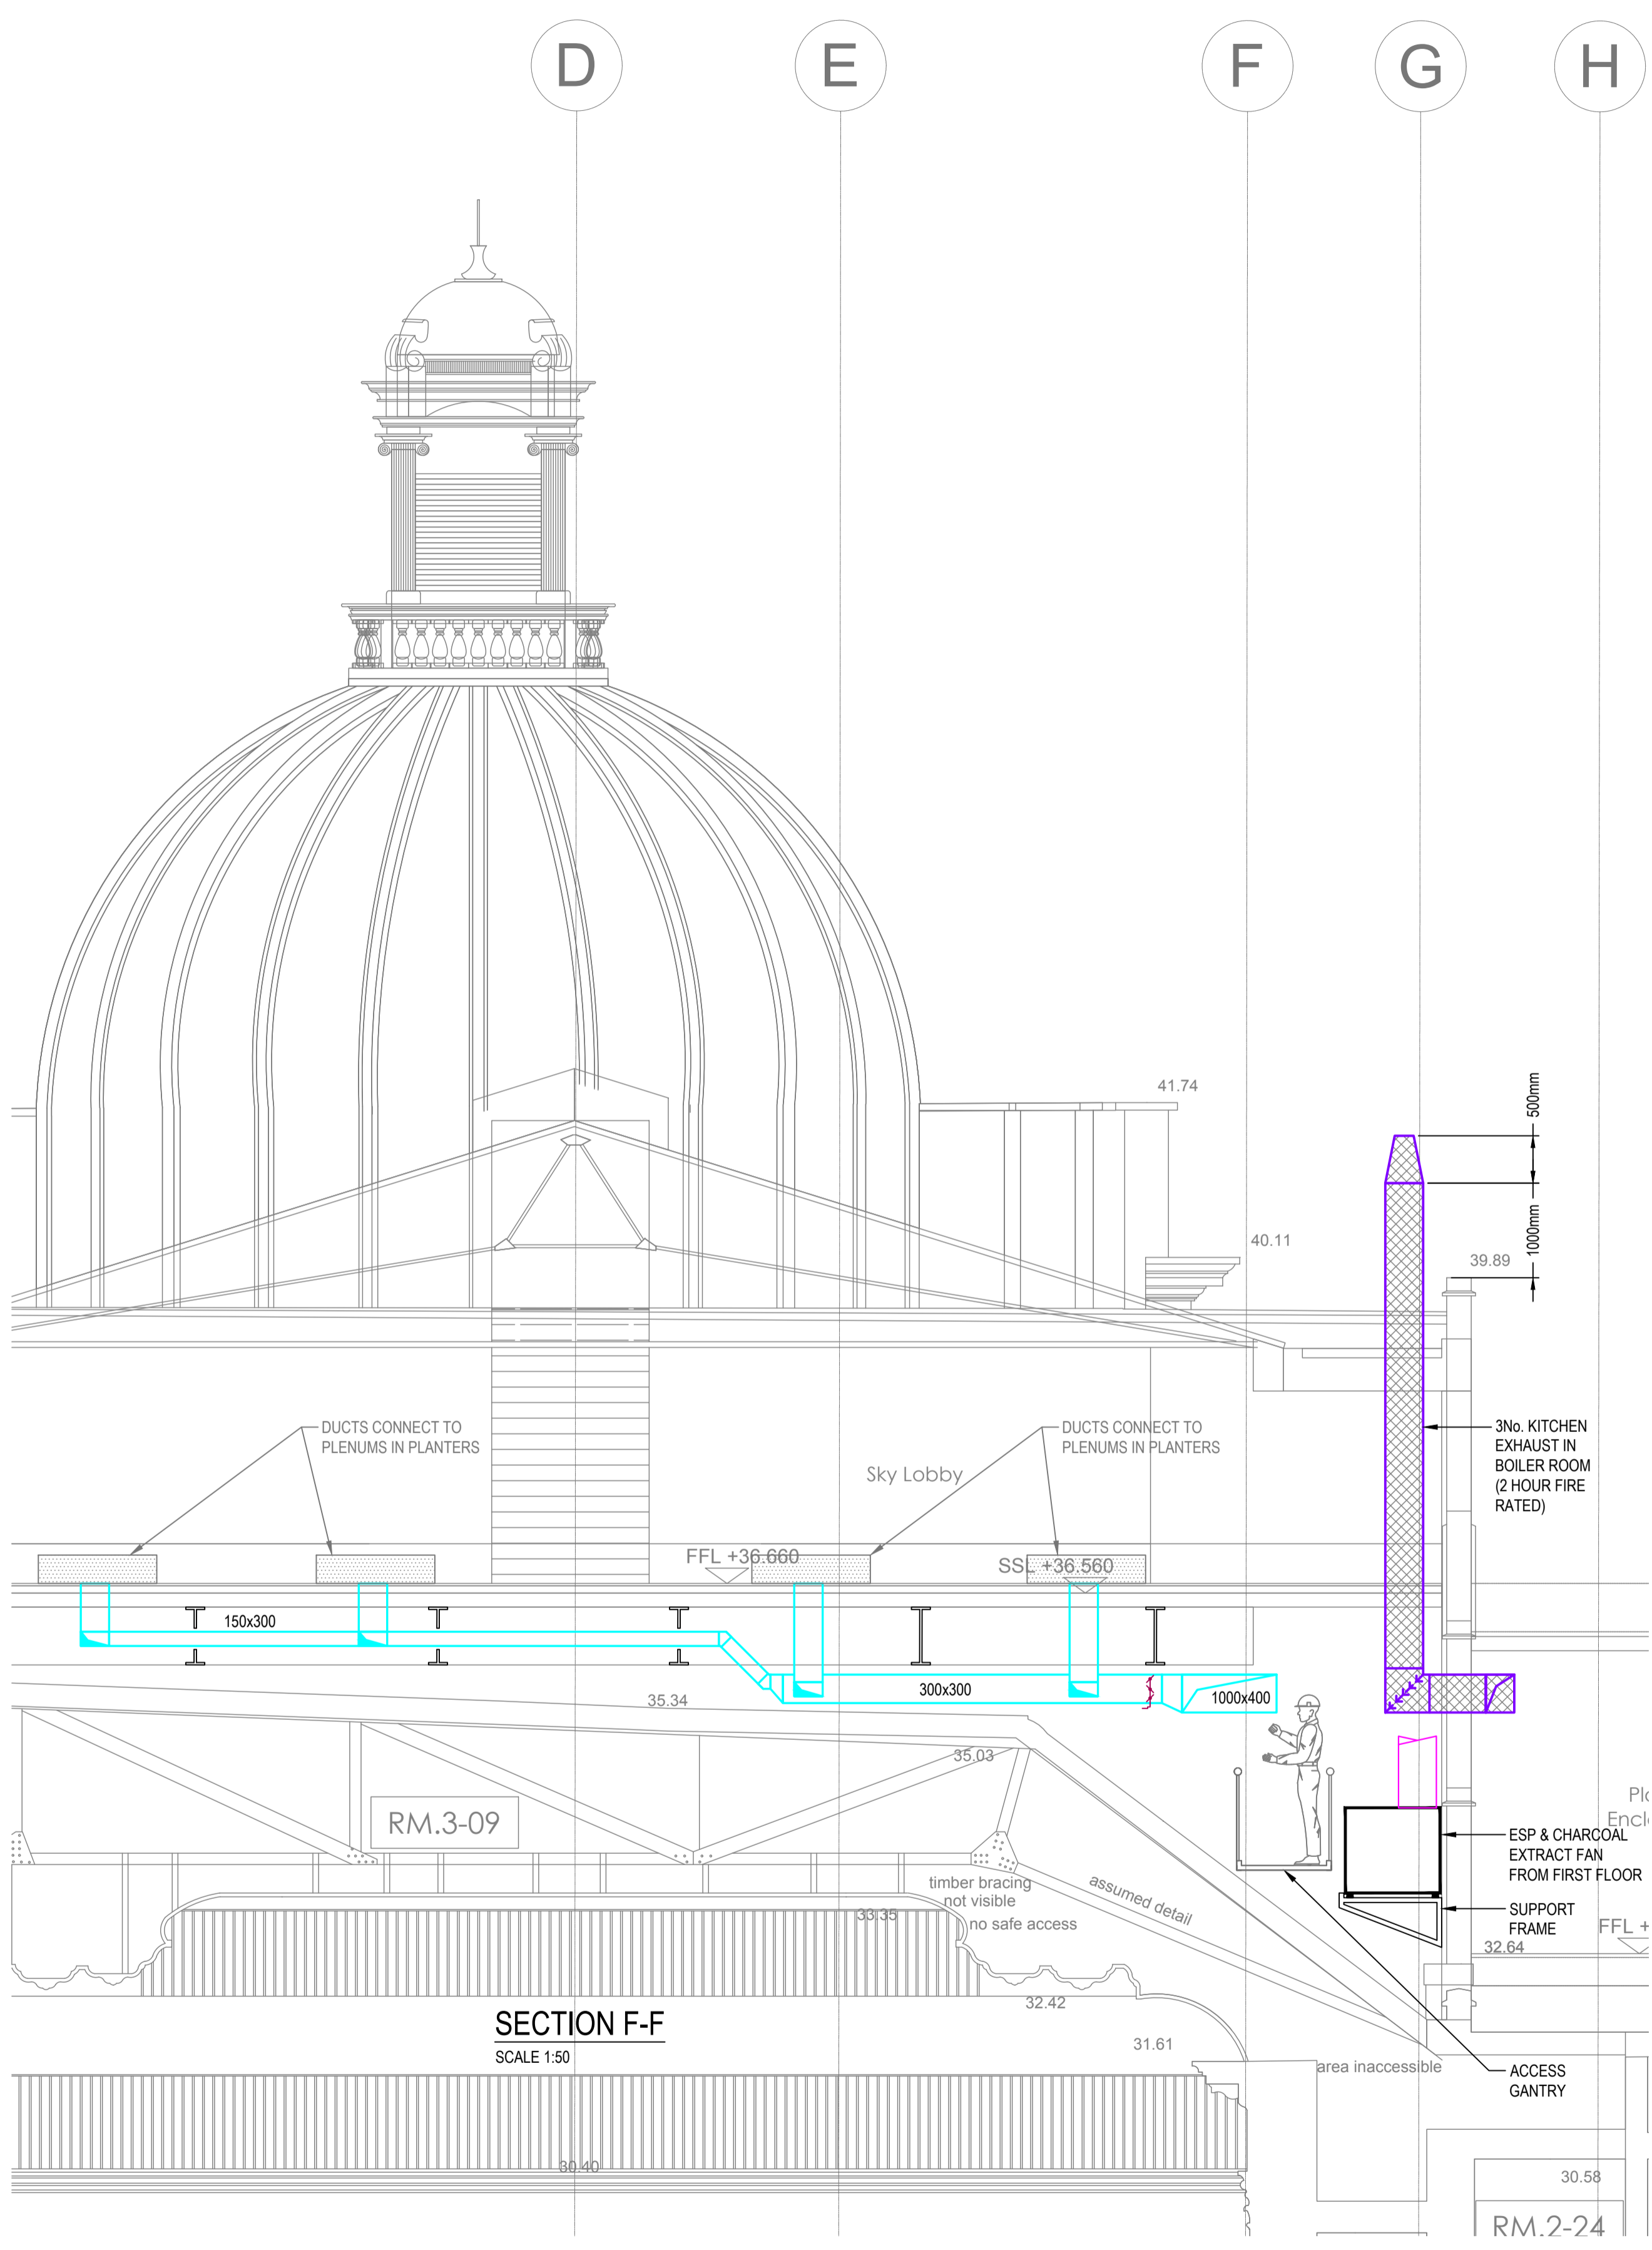 D
E
F
G
H
41.74
500mm
40.11
1000mm
39.89
DUCTS CONNECT TO
PLENUMS IN PLANTERS
DUCTS CONNECT TO
PLENUMS IN PLANTERS
3No. KITCHEN
EXHAUST IN
BOILER ROOM
(2 HOUR FIRE
RATED)
Sky Lobby
FFL +36.660
SSL +36.560
150x300
300x300
1000x400
35.34
35.03
RM.3-09
ESP & CHARCOAL
EXTRACT FAN
FROM FIRST FLOOR
SUPPORT
FRAME
FFL +
32.64
timber bracing
not visible
no safe access
assumed detail
33.35
32.42
SECTION F-F
SCALE 1:50
31.61
area inaccessible
ACCESS
GANTRY
30.40
30.58
RM.2-24